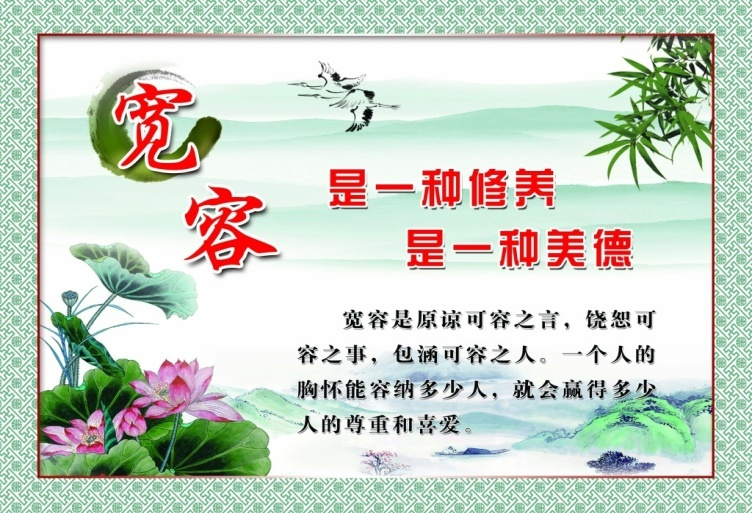 宽容
是一种修养
是一种美德
宽容是原谅可容之言，饶恕可
容之事，包涵可容之人。一个人的
胸怀能容纳多少人，就会赢得多少
人的尊重和喜爱。